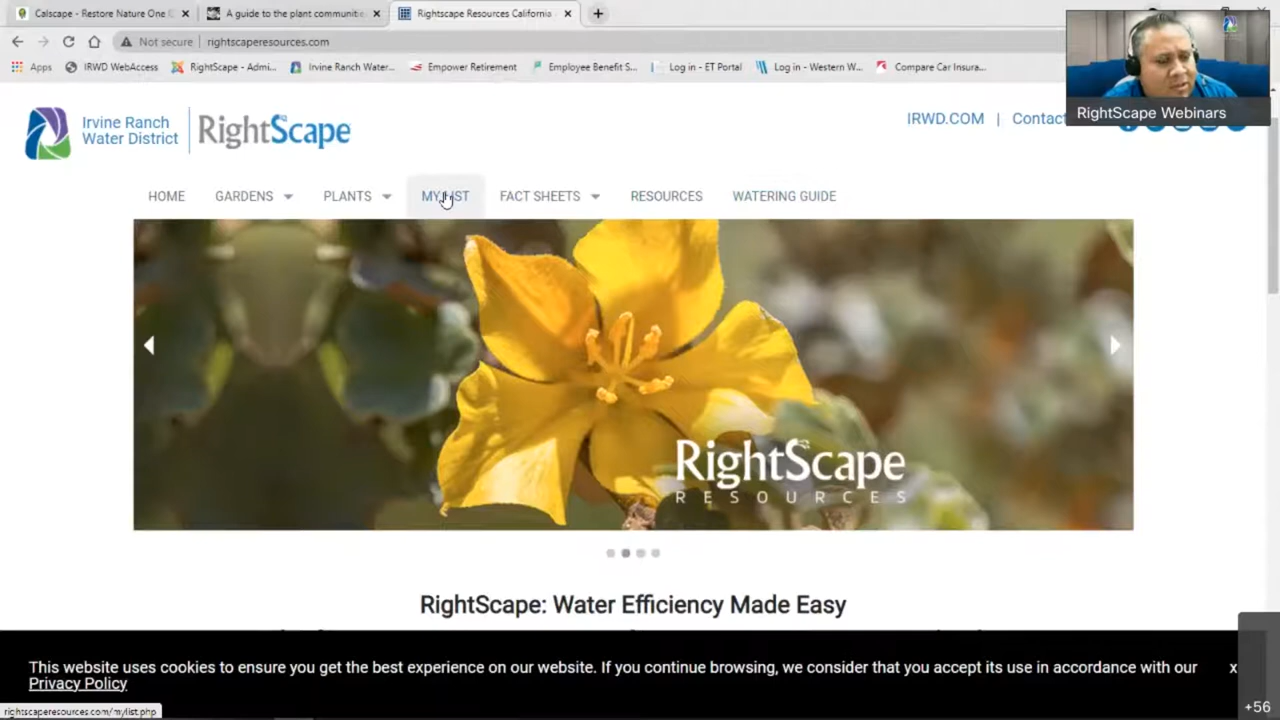 Calscape - Restore Nature One
A guide to the plant communitie
Rightscape Resources California
Not secure
rightscaperesources.com
Apps
IRWD WebAccess
RightScape - Admi...
Irvine Ranch Water...
Empower Retirement
Employee Benefit S...
Log in - ET Portal
Log in - Western W...
Compare Car Insura...
RightScape Webinars
Irvine Ranch
Water District
RightScape
IRWD.COM | Contact
HOME
GARDENS
PLANTS
MY LIST
FACT SHEETS
RESOURCES
WATERING GUIDE
RightScape
RESOURCES
RightScape: Water Efficiency Made Easy
This website uses cookies to ensure you get the best experience on our website. If you continue browsing, we consider that you accept its use in accordance with our
Privacy Policy
x
rightscaperesources.com/mylist.php
+56